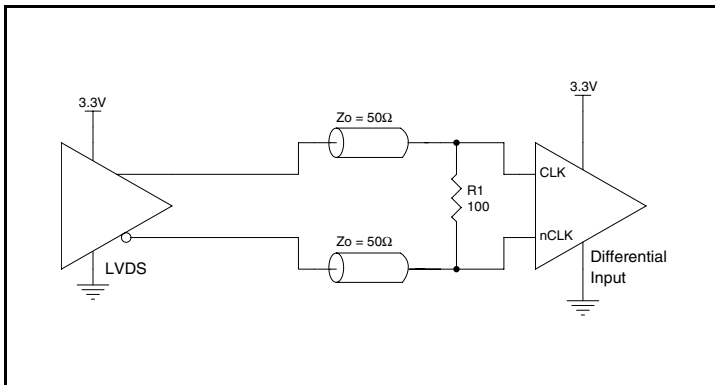 3.3V
3.3V
Zo = 50Ω
CLK
R1
100
Zo = 50Ω
nCLK
LVDS
Differential
Input